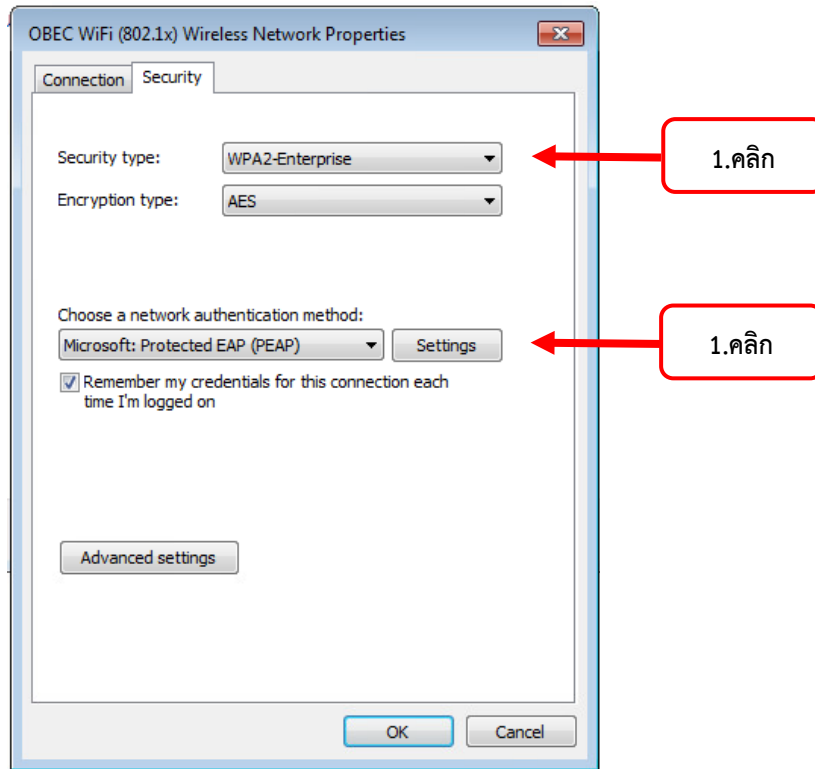 OBEC WiFi (802.1x) Wireless Network Properties
Connection Security
Security type: WPA2-Enterprise
1.คลิก
Encryption type: AES
Choose a network authentication method:
Microsoft: Protected EAP (PEAP) Settings
1.คลิก
Remember my credentials for this connection each
time I'm logged on
Advanced settings
OK Cancel